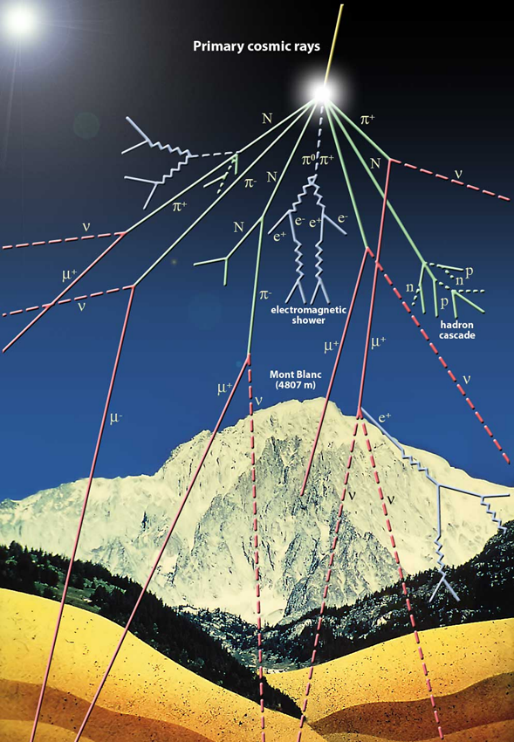 Primary cosmic rays
N
π⁺
π⁰
π⁺
N
N
ν
π⁻
π⁺
N
ν
e⁺
e⁻
e⁺
e⁻
p
n
n
p
μ⁺
π⁻
electromagnetic
shower
hadron
cascade
μ⁺
μ⁺
Mont Blanc
(4807 m)
ν
μ⁺
ν
μ⁻
e⁺
ν
ν